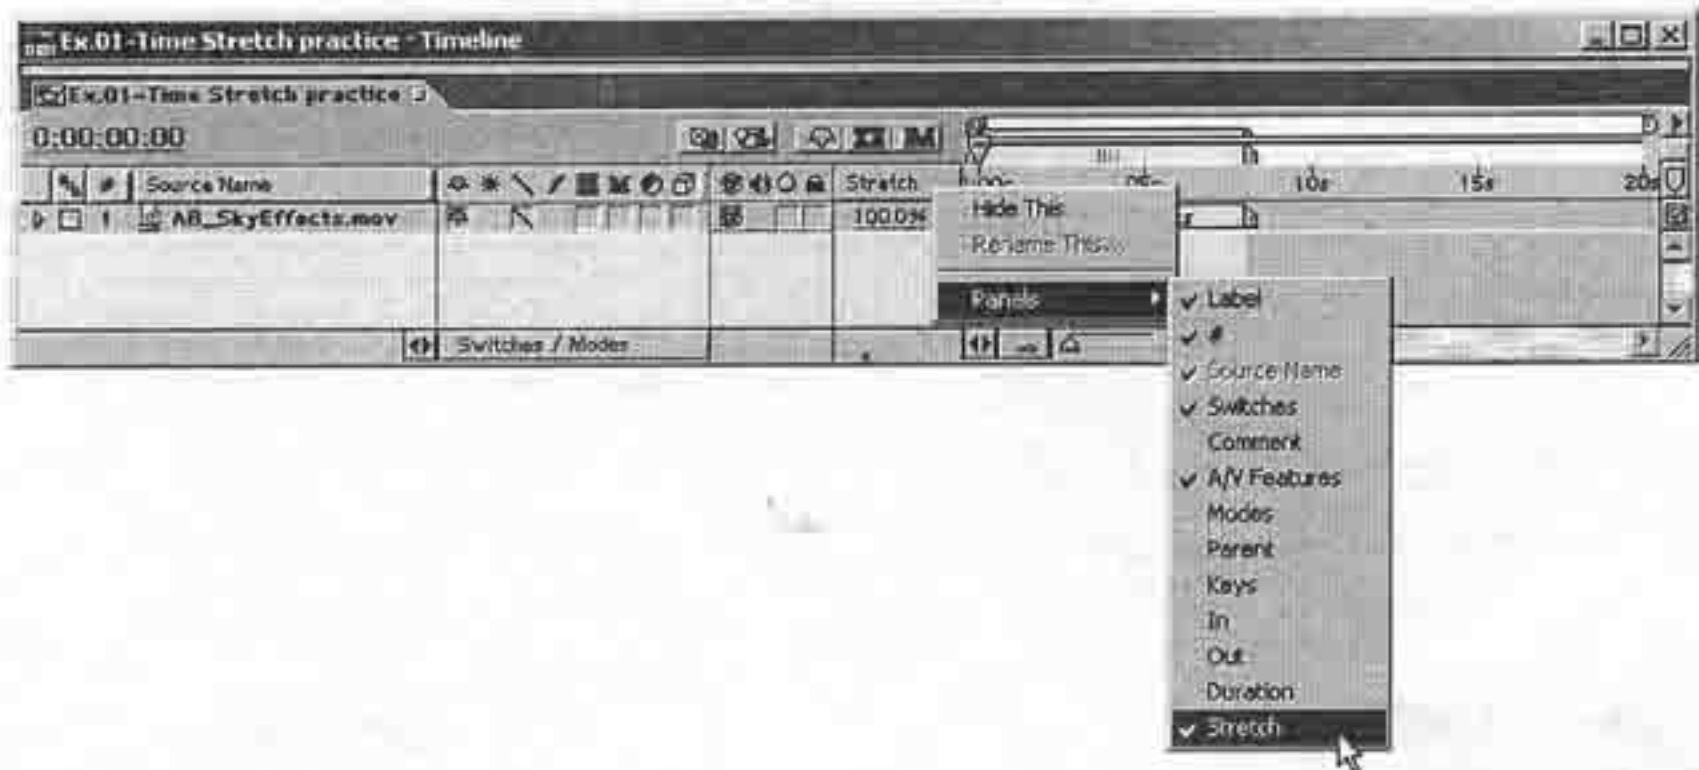 Ex.01-Time Stretch practice - Timeline
Ex.01-Time Stretch practice
0:00:00:00
# Source Name Stretch 05s 10s 15s 20s
1 AB_SkyEffects.mov 100.0%
Hide This
Rename This...
Panels
Label
#
Source Name
Switches
Comment
A/V Features
Modes
Parent
Keys
In
Out
Duration
Stretch
Switches / Modes